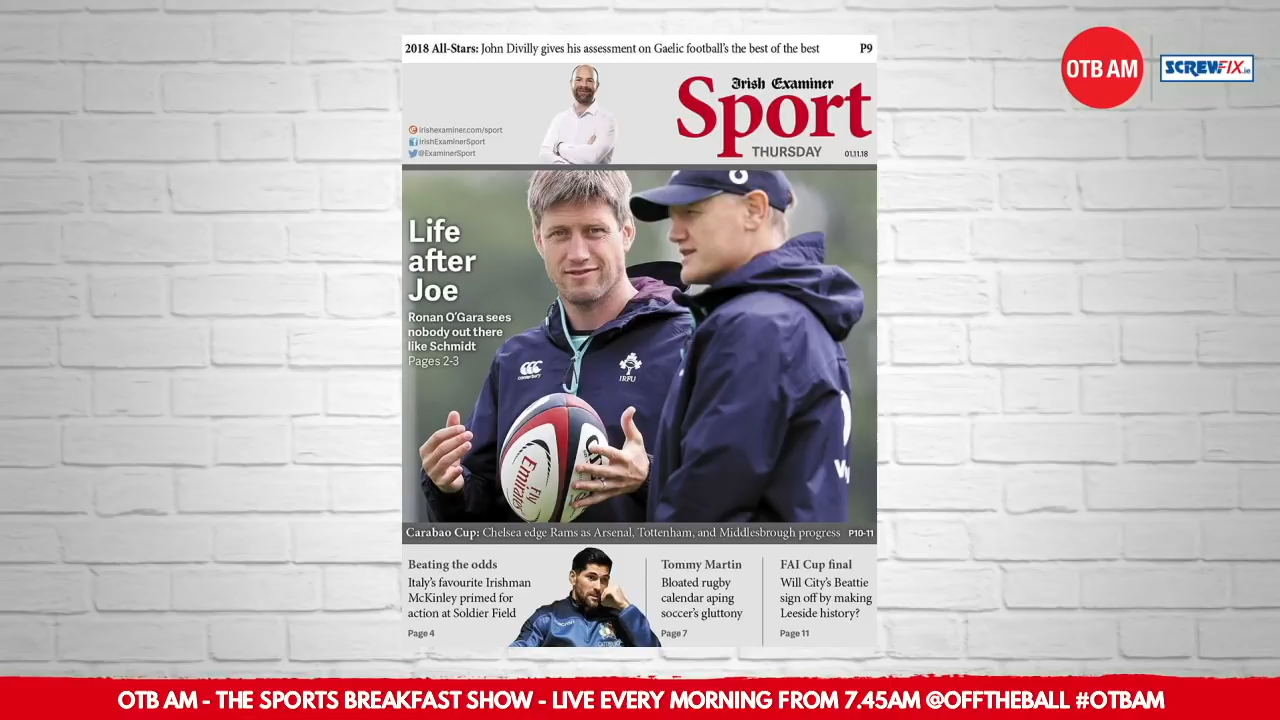 2018 All-Stars: John Divilly gives his assessment on Gaelic football's the best of the best P9
OTB AM
SCREWFIX.ie
Irish Examiner
Sport
THURSDAY 01.11.18
irishexaminer.com/sport
IrishExaminerSport
@ExaminerSport
Life
after
Joe
Ronan O'Gara sees
nobody out there
like Schmidt
Pages 2-3
canterbury
IRFU
Fly
Emirates
Carabao Cup: Chelsea edge Rams as Arsenal, Tottenham, and Middlesbrough progress P10-11
Beating the odds
Italy's favourite Irishman
McKinley primed for
action at Soldier Field
Page 4
Tommy Martin
Bloated rugby
calendar aping
soccer's gluttony
Page 7
FAI Cup final
Will City's Beattie
sign off by making
Leeside history?
Page 11
OTB AM - THE SPORTS BREAKFAST SHOW - LIVE EVERY MORNING FROM 7.45AM @OFFTHEBALL #OTBAM